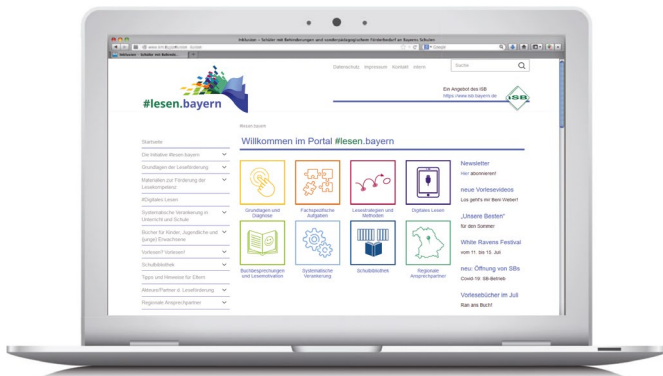 Inklusion - Schüler mit Behinderungen und sonderpädagogischem Förderbedarf an Bayerns Schulen
Google
Datenschutz Impressum Kontakt intern
Suche
#lesen.bayern
Ein Angebot des ISB
https://www.isb.bayern.de
ISB
#lesen.bayern
Willkommen im Portal #lesen.bayern
Startseite
Die Initiative #lesen.bayern
Grundlagen der Leseförderung
Materialien zur Förderung der
Lesekompetenz
#Digitales Lesen
Systematische Verankerung in
Unterricht und Schule
Bücher für Kinder, Jugendliche und
(junge) Erwachsene
Vorlesen? Vorlesen!
Schulbibliothek
Tipps und Hinweise für Eltern
Akteure/Partner d. Leseförderung
Regionale Ansprechpartner
Grundlagen und
Diagnose
Fachspezifische
Aufgaben
Lesestrategien und
Methoden
Digitales Lesen
Buchbesprechungen
und Lesemotivation
Systematische
Verankerung
Schulbibliothek
Regionale
Ansprechpartner
Newsletter
Hier abonnieren!
neue Vorlesevideos
Los geht's mit Beni Weber!
„Unsere Besten"
für den Sommer
White Ravens Festival
vom 11. bis 15. Juli
neu: Öffnung von SBs
Covid-19: SB-Betrieb
Vorlesebücher im Juli
Ran ans Buch!